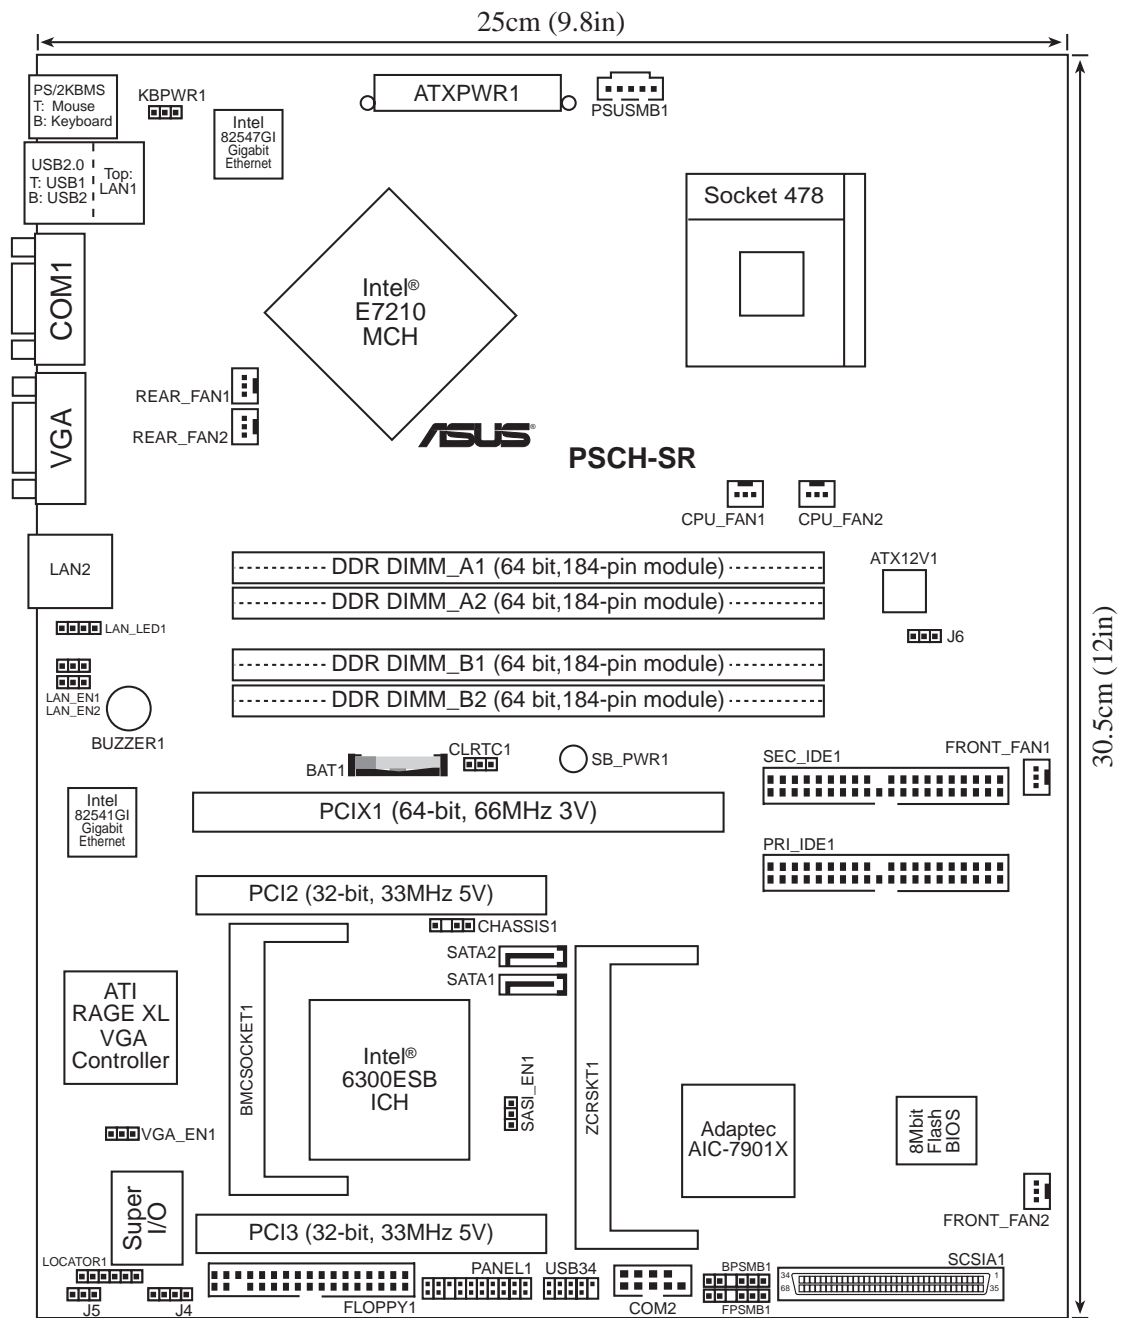 25cm (9.8in)
PS/2KBMS
T: Mouse
B: Keyboard
KBPWR1
ATXPWR1
PSUSMB1
Intel
82547GI
Gigabit
Ethernet
USB2.0
T: USB1
B: USB2
Top:
LAN1
Socket 478
COM1
Intel®
E7210
MCH
VGA
REAR_FAN1
REAR_FAN2
ASUS®
PSCH-SR
CPU_FAN1
CPU_FAN2
LAN2
DDR DIMM_A1 (64 bit,184-pin module)
DDR DIMM_A2 (64 bit,184-pin module)
ATX12V1
J6
30.5cm (12in)
LAN_LED1
DDR DIMM_B1 (64 bit,184-pin module)
DDR DIMM_B2 (64 bit,184-pin module)
LAN_EN1
LAN_EN2
BUZZER1
BAT1
CLRTC1
SB_PWR1
SEC_IDE1
FRONT_FAN1
Intel
82541GI
Gigabit
Ethernet
PCIX1 (64-bit, 66MHz 3V)
PRI_IDE1
PCI2 (32-bit, 33MHz 5V)
CHASSIS1
SATA2
SATA1
ATI
RAGE XL
VGA
Controller
BMCSOCKET1
Intel®
6300ESB
ICH
SASI_EN1
ZCRSKT1
Adaptec
AIC-7901X
8Mbit
Flash
BIOS
VGA_EN1
Super
I/O
PCI3 (32-bit, 33MHz 5V)
FRONT_FAN2
LOCATOR1
J5
J4
FLOPPY1
PANEL1
USB34
COM2
BPSMB1
FPSMB1
SCSIA1
34
1
68
35